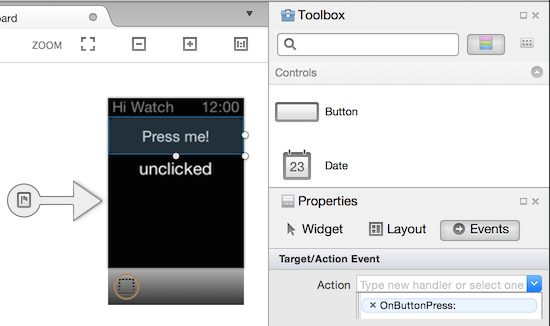 oard
ZOOM
Hi Watch 12:00
Press me!
unclicked
Toolbox
Controls
Button
23 Date
Properties
Widget Layout Events
Target/Action Event
Action Type new handler or select one
× OnButtonPress: